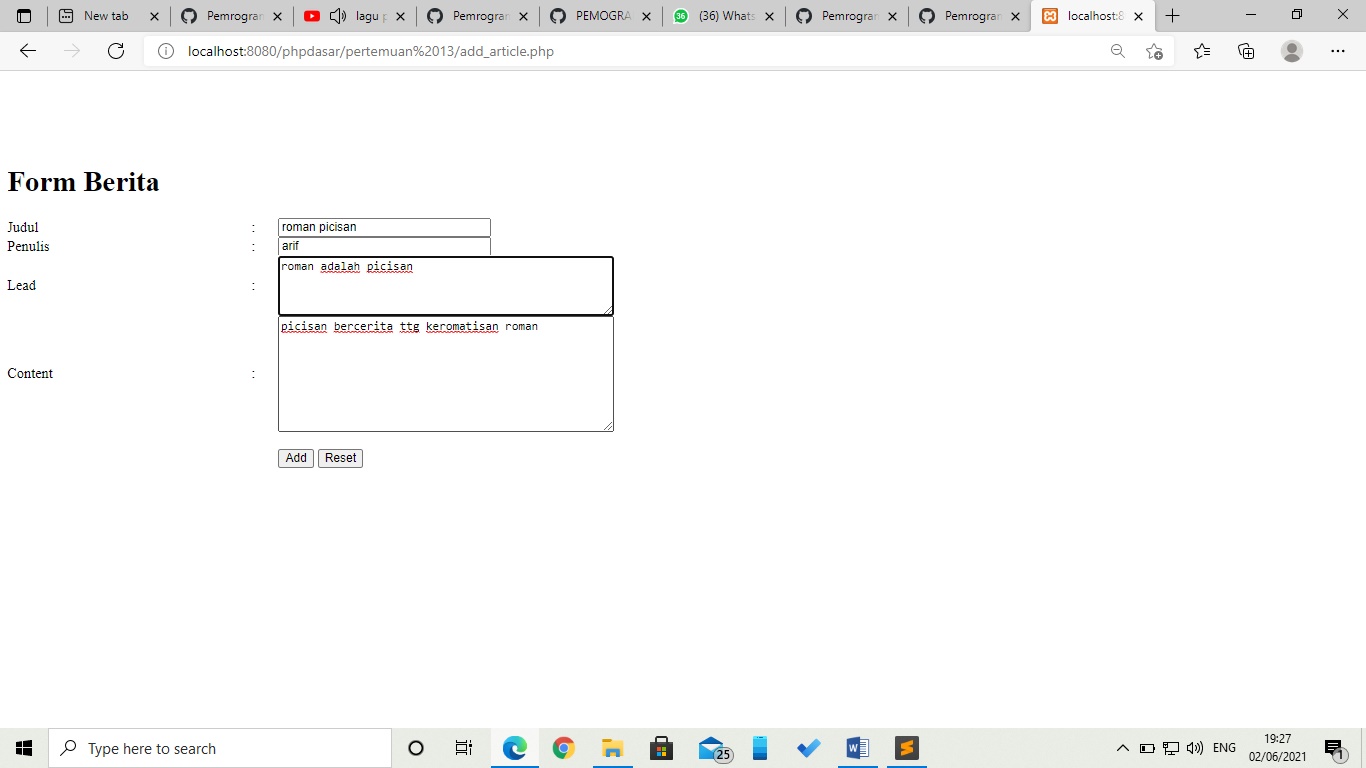 New tab
Pemrogran
lagu p
Pemrogran
PEMOGRA
(36) Whats
Pemrogran
Pemrogran
localhost:8
localhost:8080/phpdasar/pertemuan%2013/add_article.php
Form Berita
Judul : roman picisan
Penulis : arif
Lead : roman adalah picisan
Content : picisan bercerita ttg keromatisan roman
Add Reset
Type here to search
25
ENG
19:27
02/06/2021
1